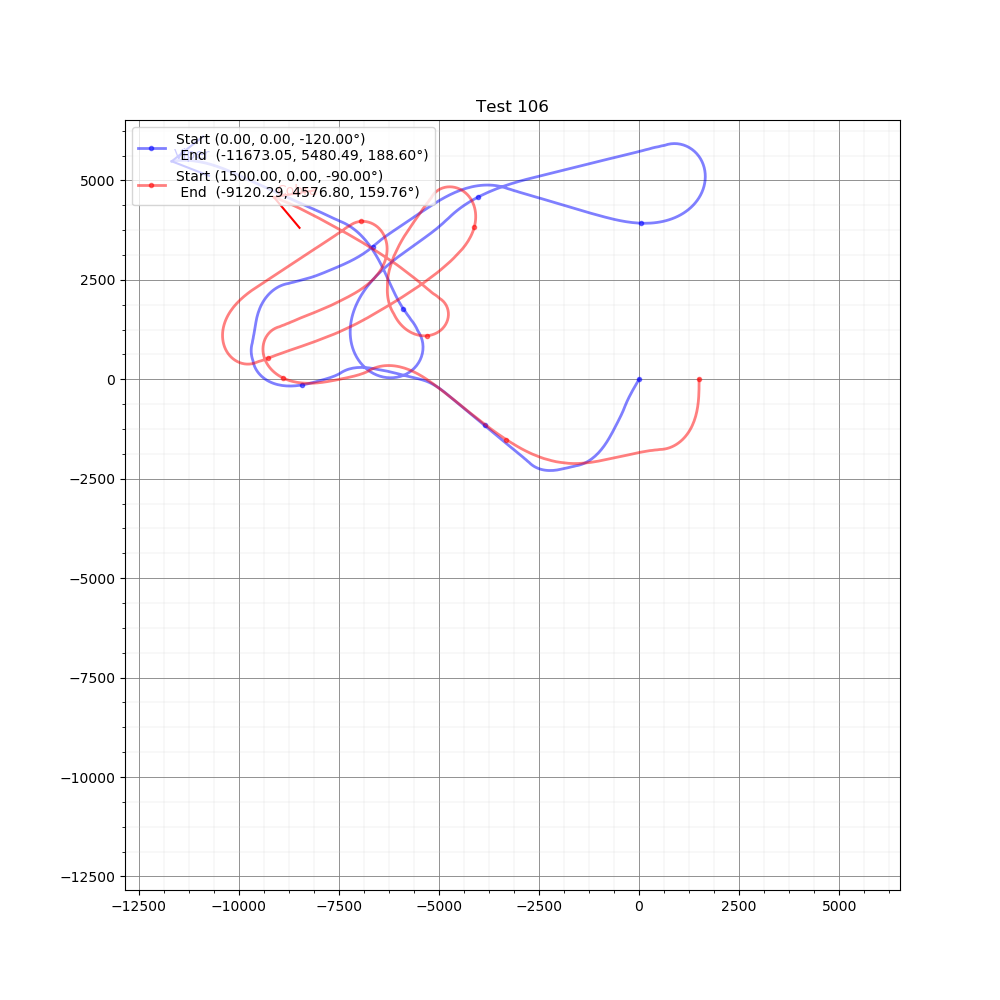 Test 106
Start (0.00, 0.00, -120.00°)
End (-11673.05, 5480.49, 188.60°)
Start (1500.00, 0.00, -90.00°)
End (-9120.29, 4576.80, 159.76°)
5000
2500
0
−2500
−5000
−7500
−10000
−12500
−12500 −10000 −7500 −5000 −2500 0 2500 5000